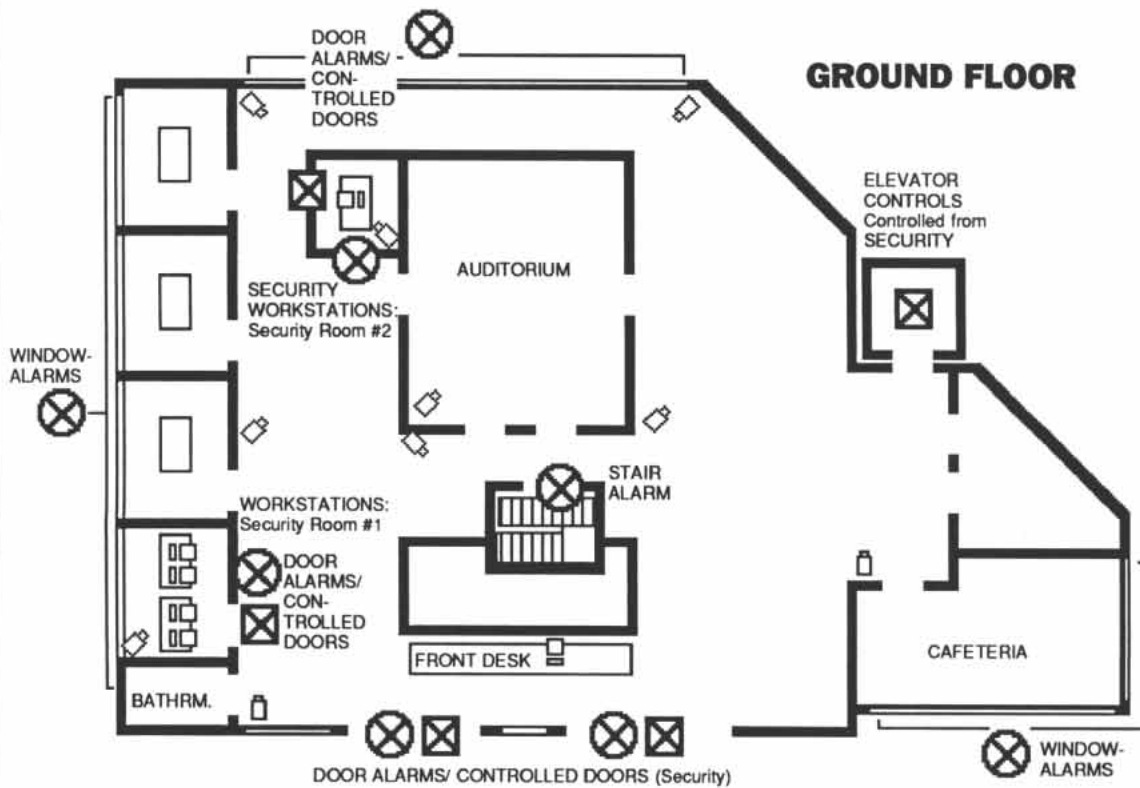 DOOR
ALARMS/
CON-
TROLLED
DOORS
GROUND FLOOR
ELEVATOR
CONTROLS
Controlled from
SECURITY
AUDITORIUM
SECURITY
WORKSTATIONS:
Security Room #2
WINDOW-
ALARMS
STAIR
ALARM
WORKSTATIONS:
Security Room #1
DOOR
ALARMS/
CON-
TROLLED
DOORS
FRONT DESK
CAFETERIA
BATHRM.
DOOR ALARMS/ CONTROLLED DOORS (Security)
WINDOW-
ALARMS